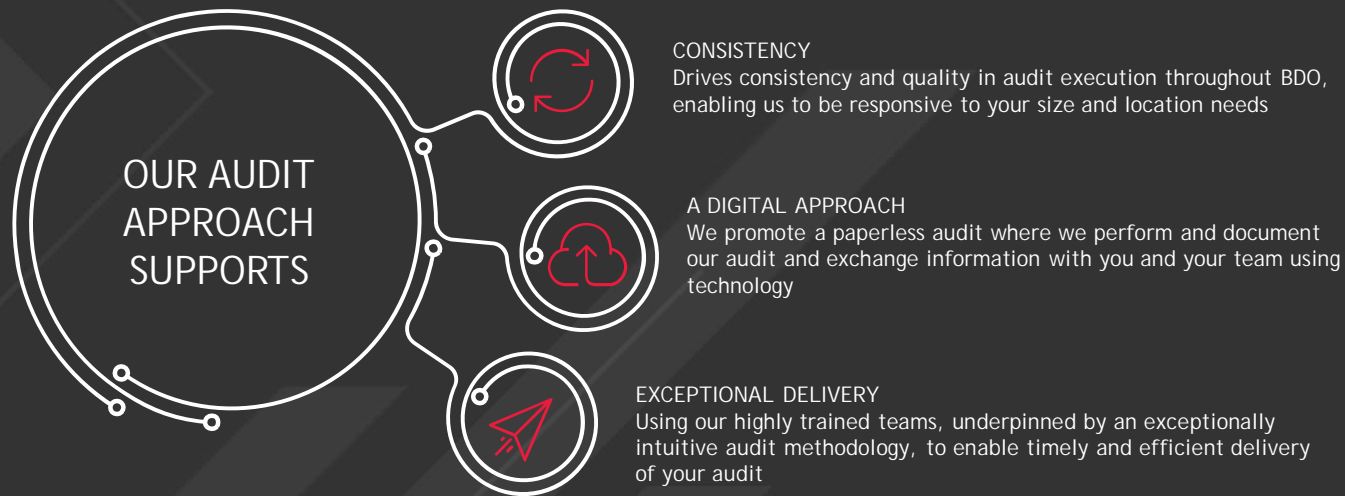 OUR AUDIT
APPROACH
SUPPORTS
CONSISTENCY
Drives consistency and quality in audit execution throughout BDO,
enabling us to be responsive to your size and location needs
A DIGITAL APPROACH
We promote a paperless audit where we perform and document
our audit and exchange information with you and your team using
technology
EXCEPTIONAL DELIVERY
Using our highly trained teams, underpinned by an exceptionally
intuitive audit methodology, to enable timely and efficient delivery
of your audit